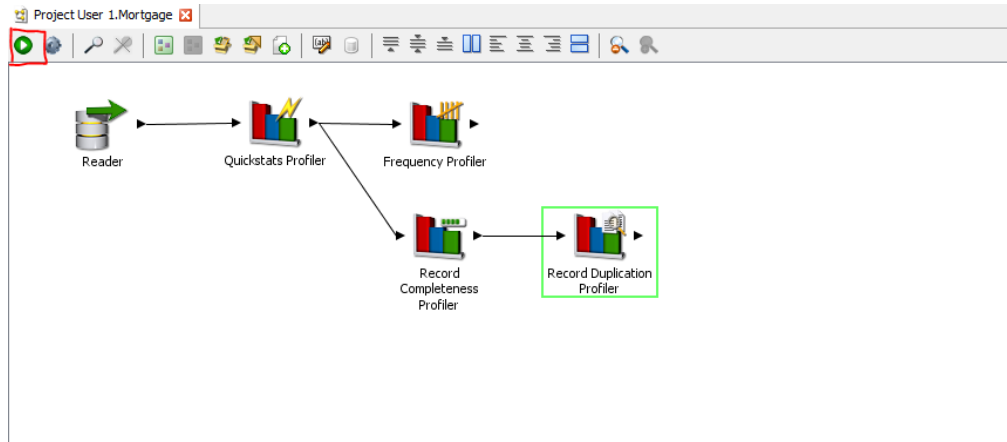 Project User 1.Mortgage
Reader
Quickstats Profiler
Frequency Profiler
Record
Completeness
Profiler
Record Duplication
Profiler